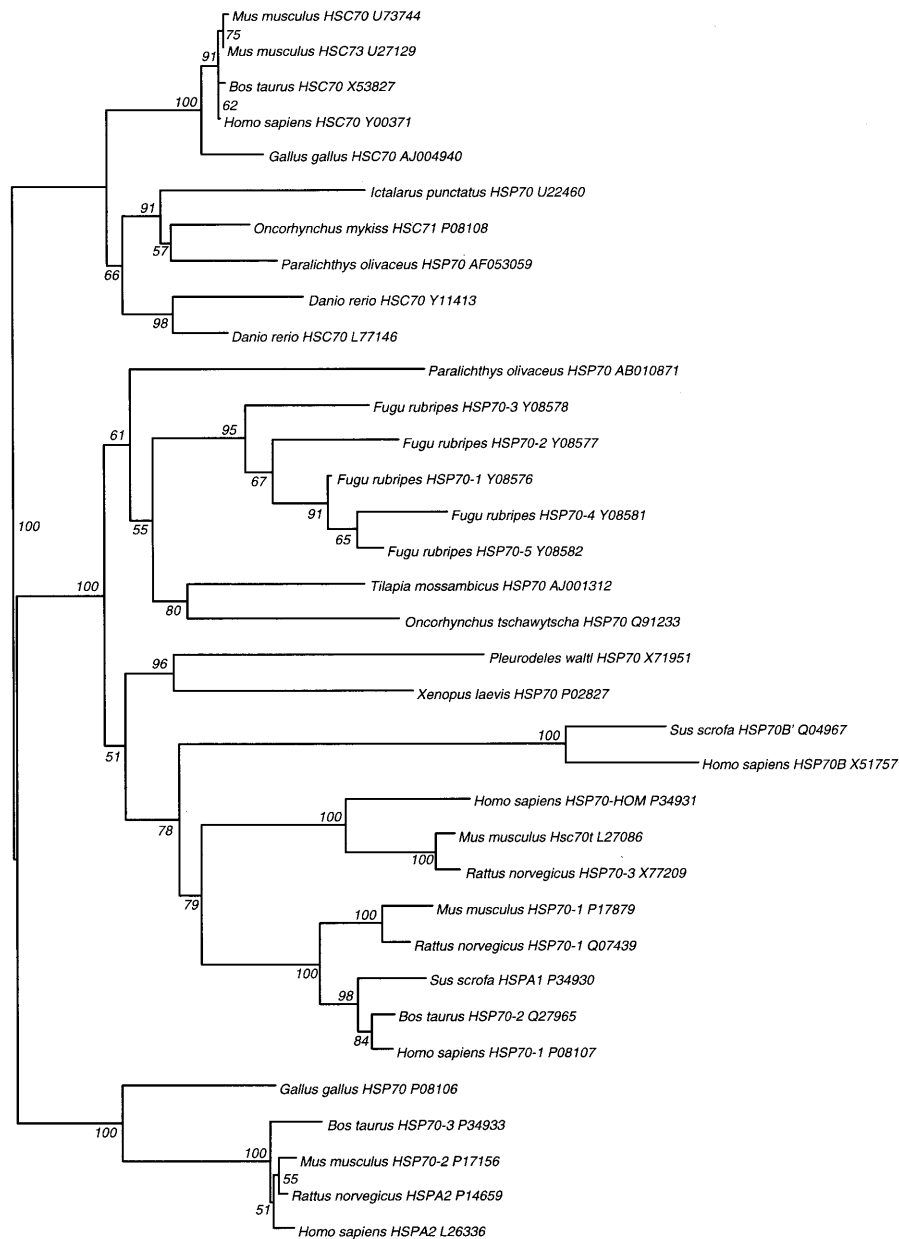 Mus musculus HSC70 U73744
75
Mus musculus HSC73 U27129
91
Bos taurus HSC70 X53827
100
62
Homo sapiens HSC70 Y00371
Gallus gallus HSC70 AJ004940
Ictalurus punctatus HSP70 U22460
91
Oncorhynchus mykiss HSC71 P08108
57
Paralichthys olivaceus HSP70 AF053059
66
Danio rerio HSC70 Y11413
98
Danio rerio HSC70 L77146
Paralichthys olivaceus HSP70 AB010871
Fugu rubripes HSP70-3 Y08578
61
95
Fugu rubripes HSP70-2 Y08577
67
Fugu rubripes HSP70-1 Y08576
91
Fugu rubripes HSP70-4 Y08581
100
55
65
Fugu rubripes HSP70-5 Y08582
100
Tilapia mossambicus HSP70 AJ001312
80
Oncorhynchus tschawytscha HSP70 Q91233
Pleurodeles waltl HSP70 X71951
96
Xenopus laevis HSP70 P02827
Sus scrofa HSP70B' Q04967
100
51
Homo sapiens HSP70B X51757
Homo sapiens HSP70-HOM P34931
100
78
Mus musculus Hsc70t L27086
100
Rattus norvegicus HSP70-3 X77209
79
Mus musculus HSP70-1 P17879
100
Rattus norvegicus HSP70-1 Q07439
100
Sus scrofa HSPA1 P34930
98
Bos taurus HSP70-2 Q27965
84
Homo sapiens HSP70-1 P08107
Gallus gallus HSP70 P08106
Bos taurus HSP70-3 P34933
100
100
Mus musculus HSP70-2 P17156
55
Rattus norvegicus HSPA2 P14659
51
Homo sapiens HSPA2 L26336